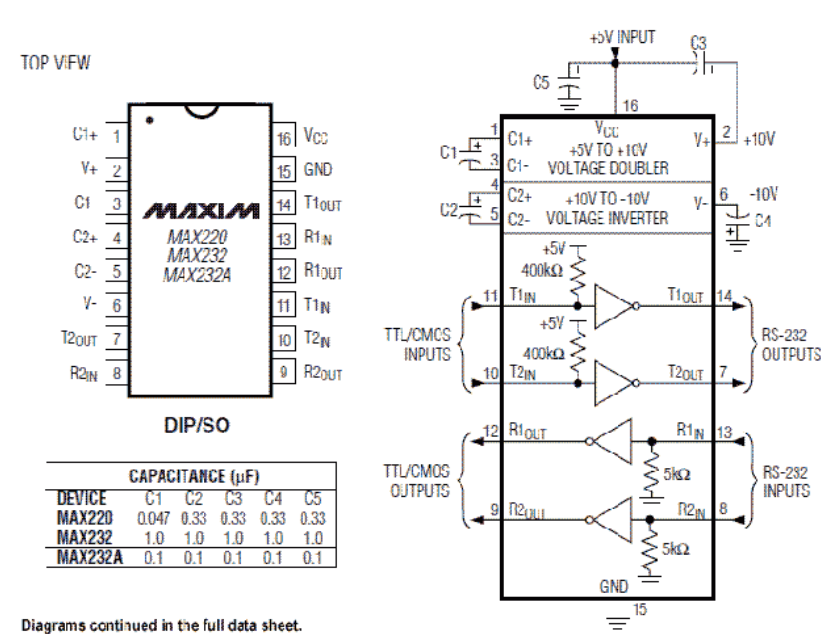 TOP VIEW
C1+ 1
V+ 2
C1 3
C2+ 4
C2- 5
V- 6
T2OUT 7
R2IN 8
16 VCC
15 GND
14 T1OUT
13 R1IN
12 R1OUT
11 T1IN
10 T2IN
9 R2OUT
MAXIM
MAX220
MAX232
MAX232A
DIP/SO
CAPACITANCE (µF)
DEVICE C1 C2 C3 C4 C5
MAX220 0.047 0.33 0.33 0.33 0.33
MAX232 1.0 1.0 1.0 1.0 1.0
MAX232A 0.1 0.1 0.1 0.1 0.1
Diagrams continued in the full data sheet.
+5V INPUT
C3
C5
16
VCC
1 C1+
C1
3 C1-
+5V TO +10V
VOLTAGE DOUBLER
V+ 2 +10V
4 C2+
C2
5 C2-
+10V TO -10V
VOLTAGE INVERTER
V- 6 -10V
C4
+5V
400kΩ
11 T1IN
T1OUT 14
+5V
400kΩ
10 T2IN
T2OUT 7
TTL/CMOS
INPUTS
RS-232
OUTPUTS
12 R1OUT
R1IN 13
5kΩ
9 R2OUT
R2IN 8
5kΩ
TTL/CMOS
OUTPUTS
RS-232
INPUTS
GND
15